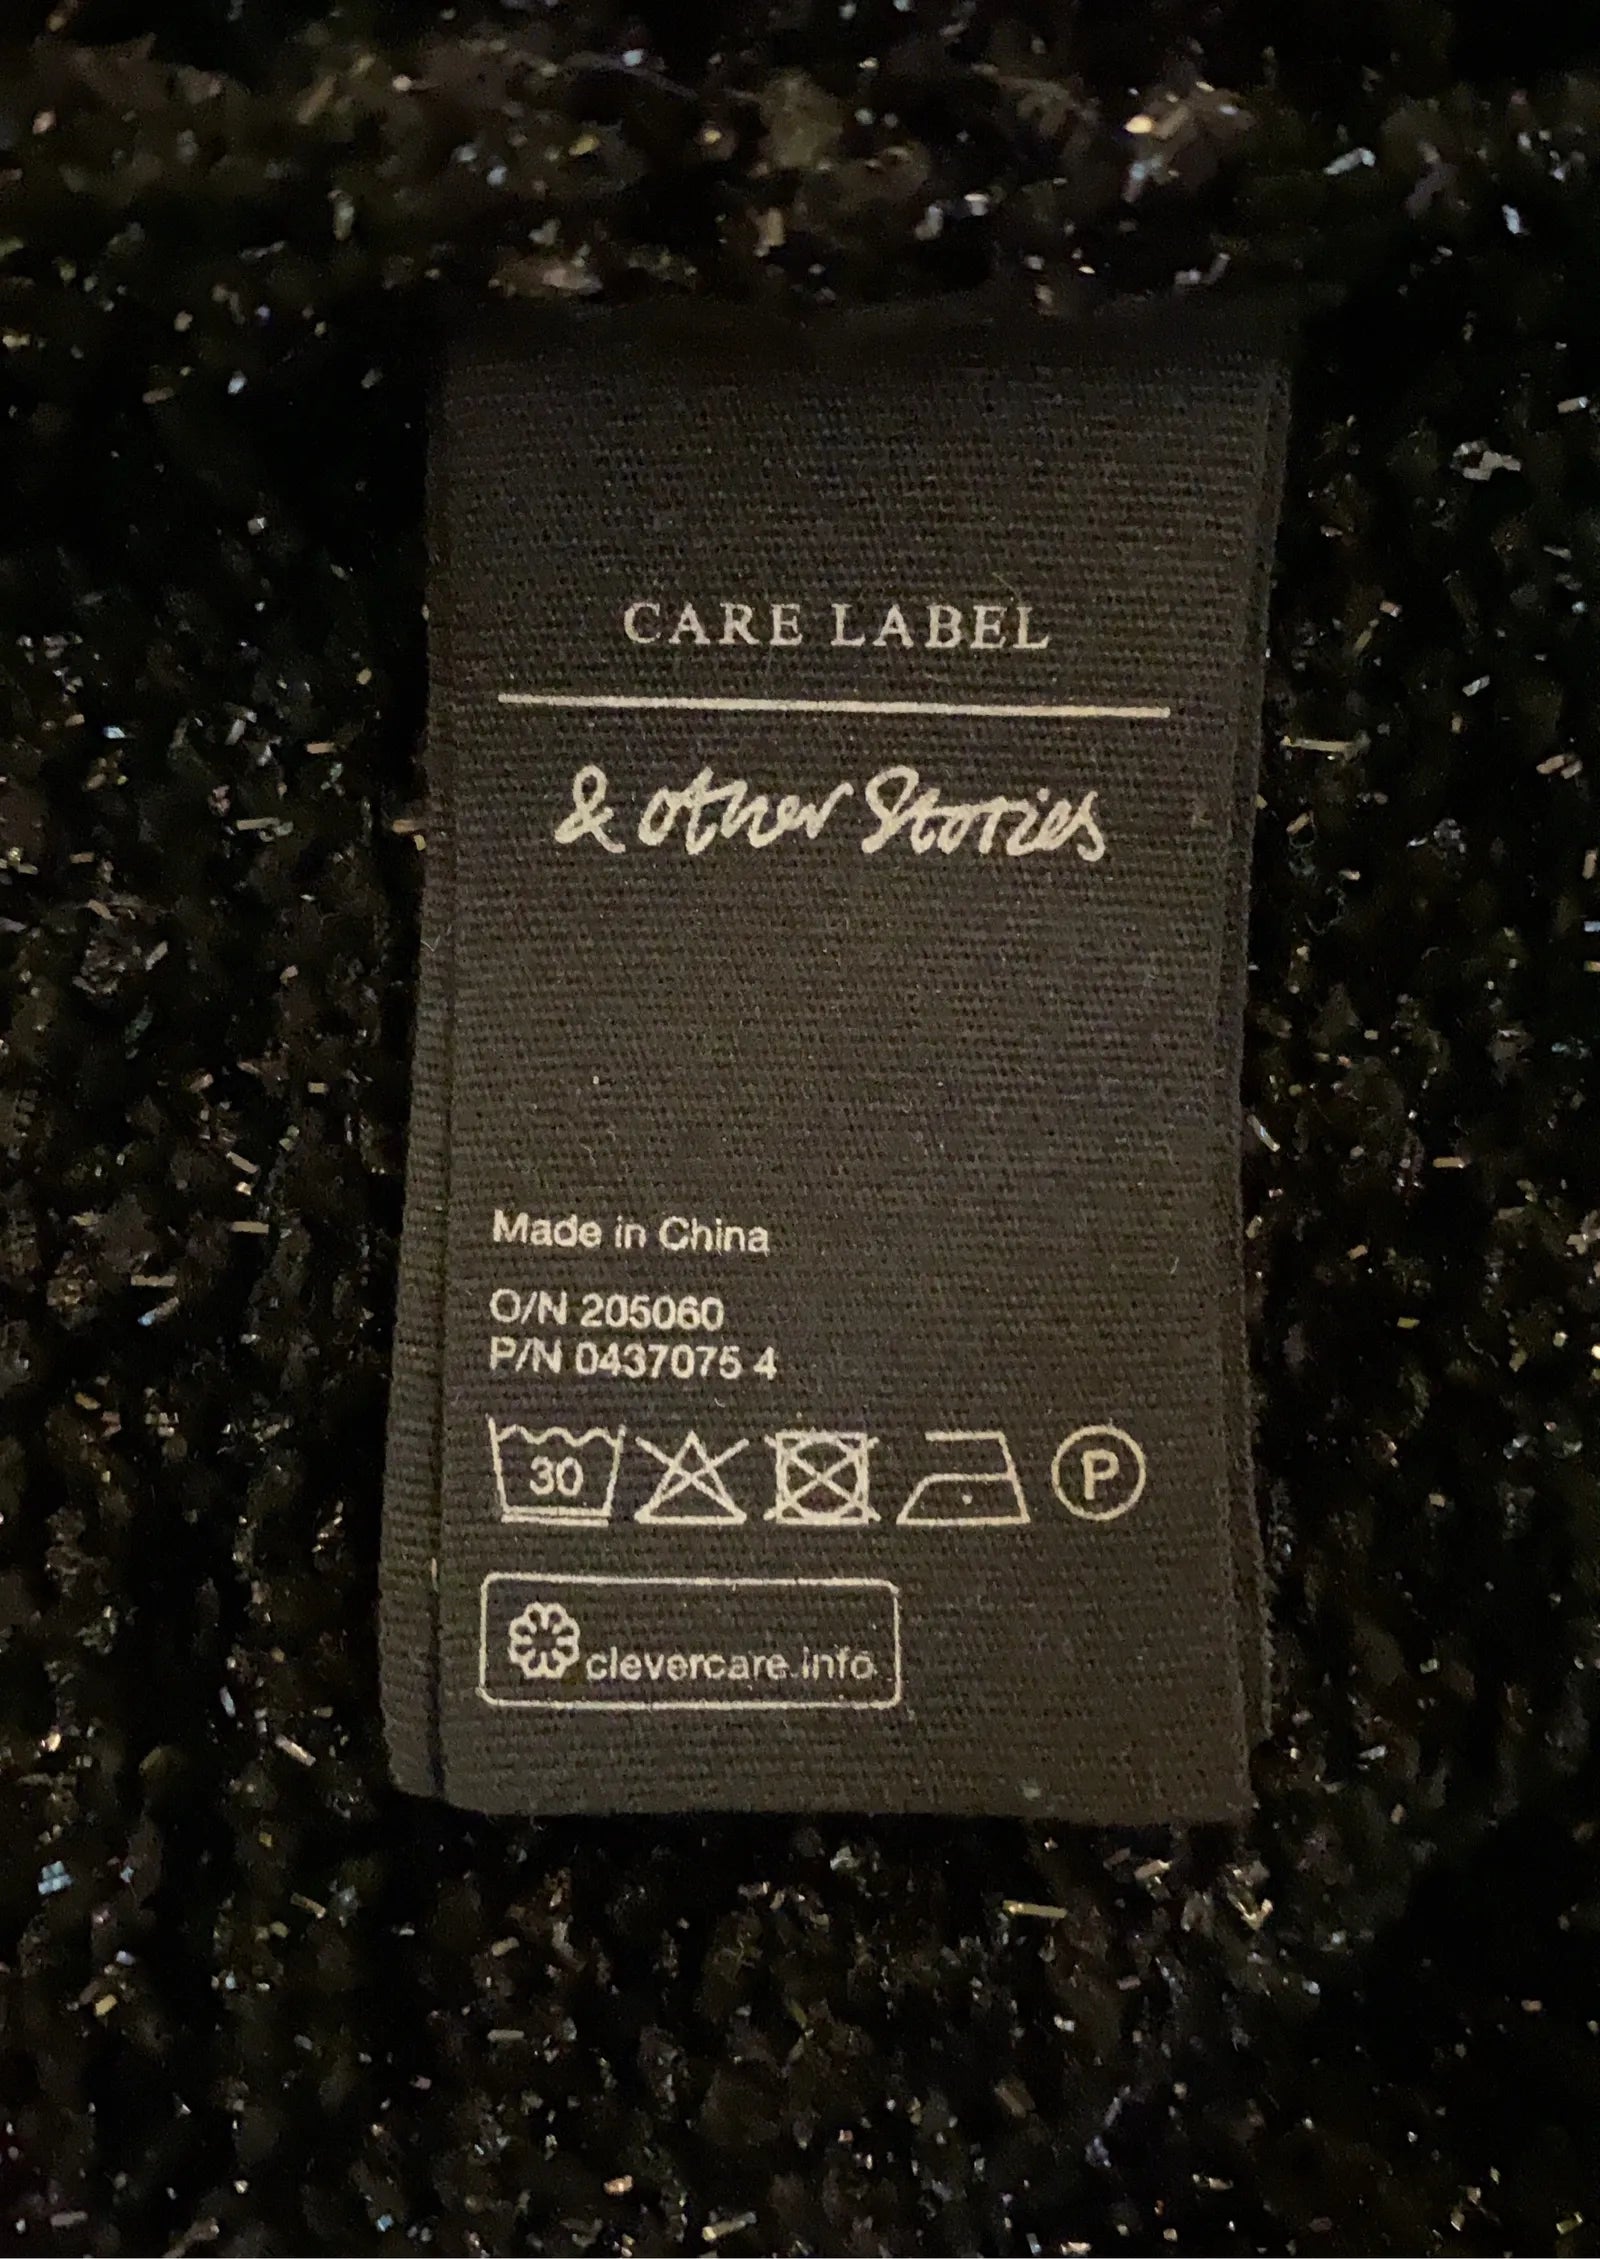 CARE LABEL
& other Stories
Made in China
O/N 205060
P/N 0437075 4
30
P
clevercare.info